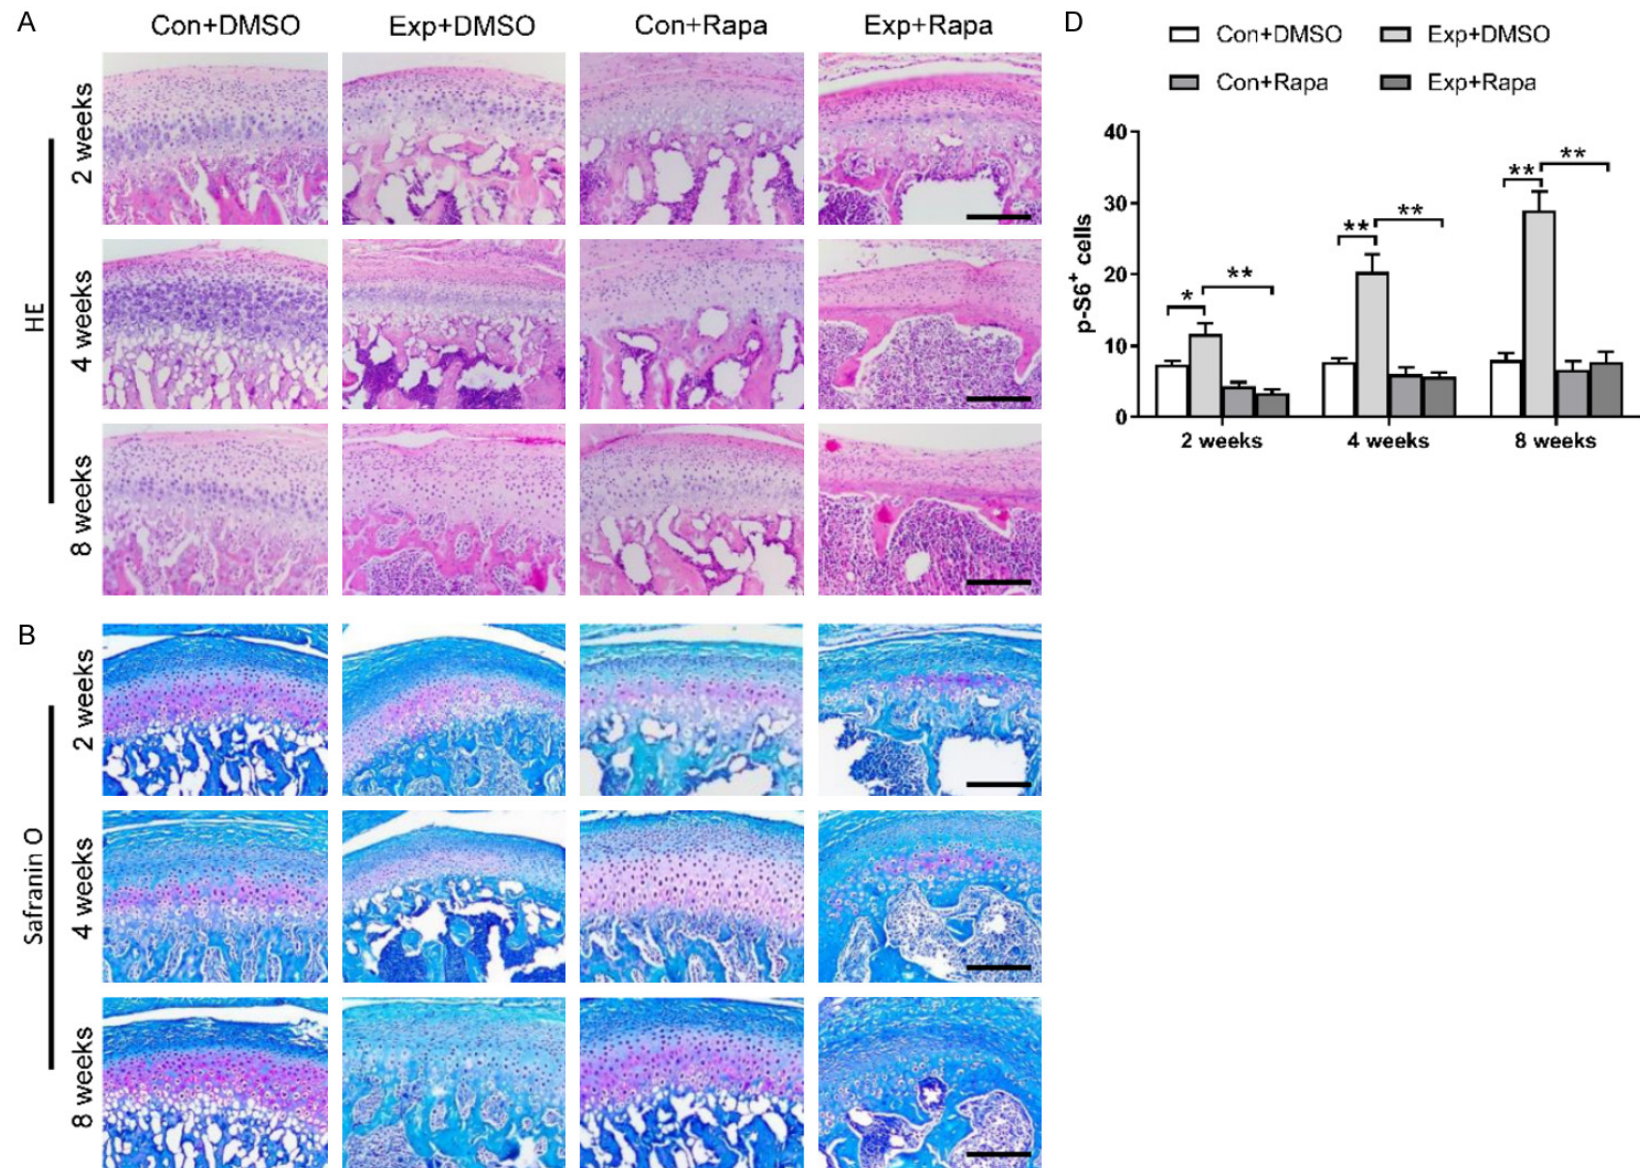 A
Con+DMSO Exp+DMSO Con+Rapa Exp+Rapa
HE
2 weeks
4 weeks
8 weeks
B
Safranin O
2 weeks
4 weeks
8 weeks
D
Con+DMSO Exp+DMSO
Con+Rapa Exp+Rapa
p-S6⁺ cells
40
30
20
10
0
* ** ** ** ** **
2 weeks 4 weeks 8 weeks